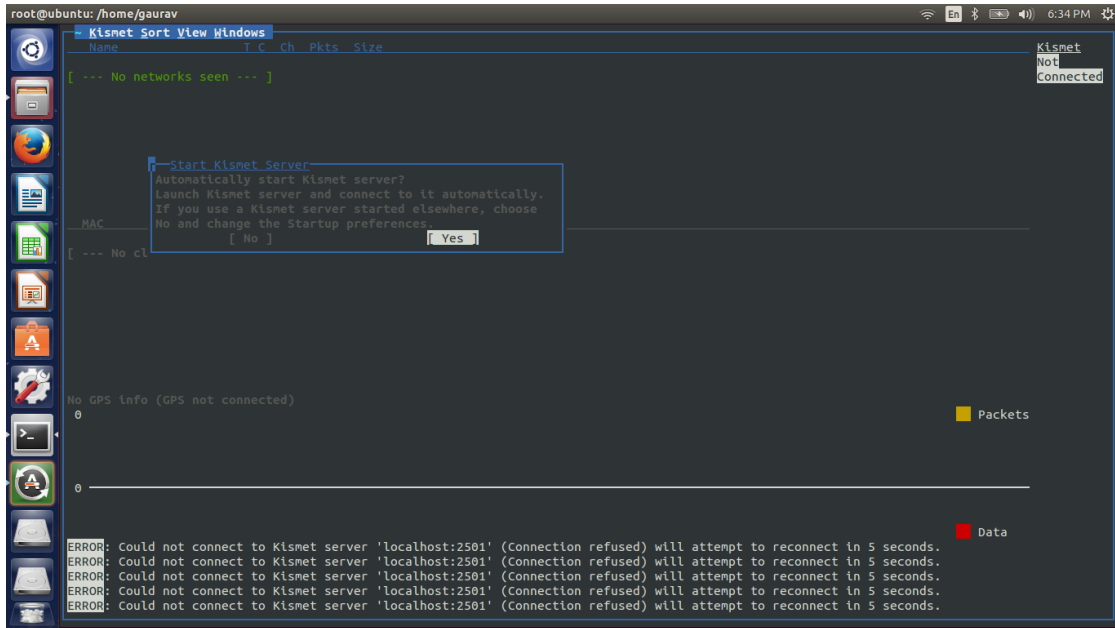 root@ubuntu: /home/gaurav En 6:34 PM
~ Kismet Sort View Windows
Name T C Ch Pkts Size
Kismet
Not
Connected
[ --- No networks seen --- ]
Start Kismet Server
Automatically start Kismet server?
Launch Kismet server and connect to it automatically.
If you use a Kismet server started elsewhere, choose
No and change the Startup preferences.
[ No ] [ Yes ]
MAC
[ --- No cl
No GPS info (GPS not connected)
0
Packets
0
Data
ERROR: Could not connect to Kismet server 'localhost:2501' (Connection refused) will attempt to reconnect in 5 seconds.
ERROR: Could not connect to Kismet server 'localhost:2501' (Connection refused) will attempt to reconnect in 5 seconds.
ERROR: Could not connect to Kismet server 'localhost:2501' (Connection refused) will attempt to reconnect in 5 seconds.
ERROR: Could not connect to Kismet server 'localhost:2501' (Connection refused) will attempt to reconnect in 5 seconds.
ERROR: Could not connect to Kismet server 'localhost:2501' (Connection refused) will attempt to reconnect in 5 seconds.